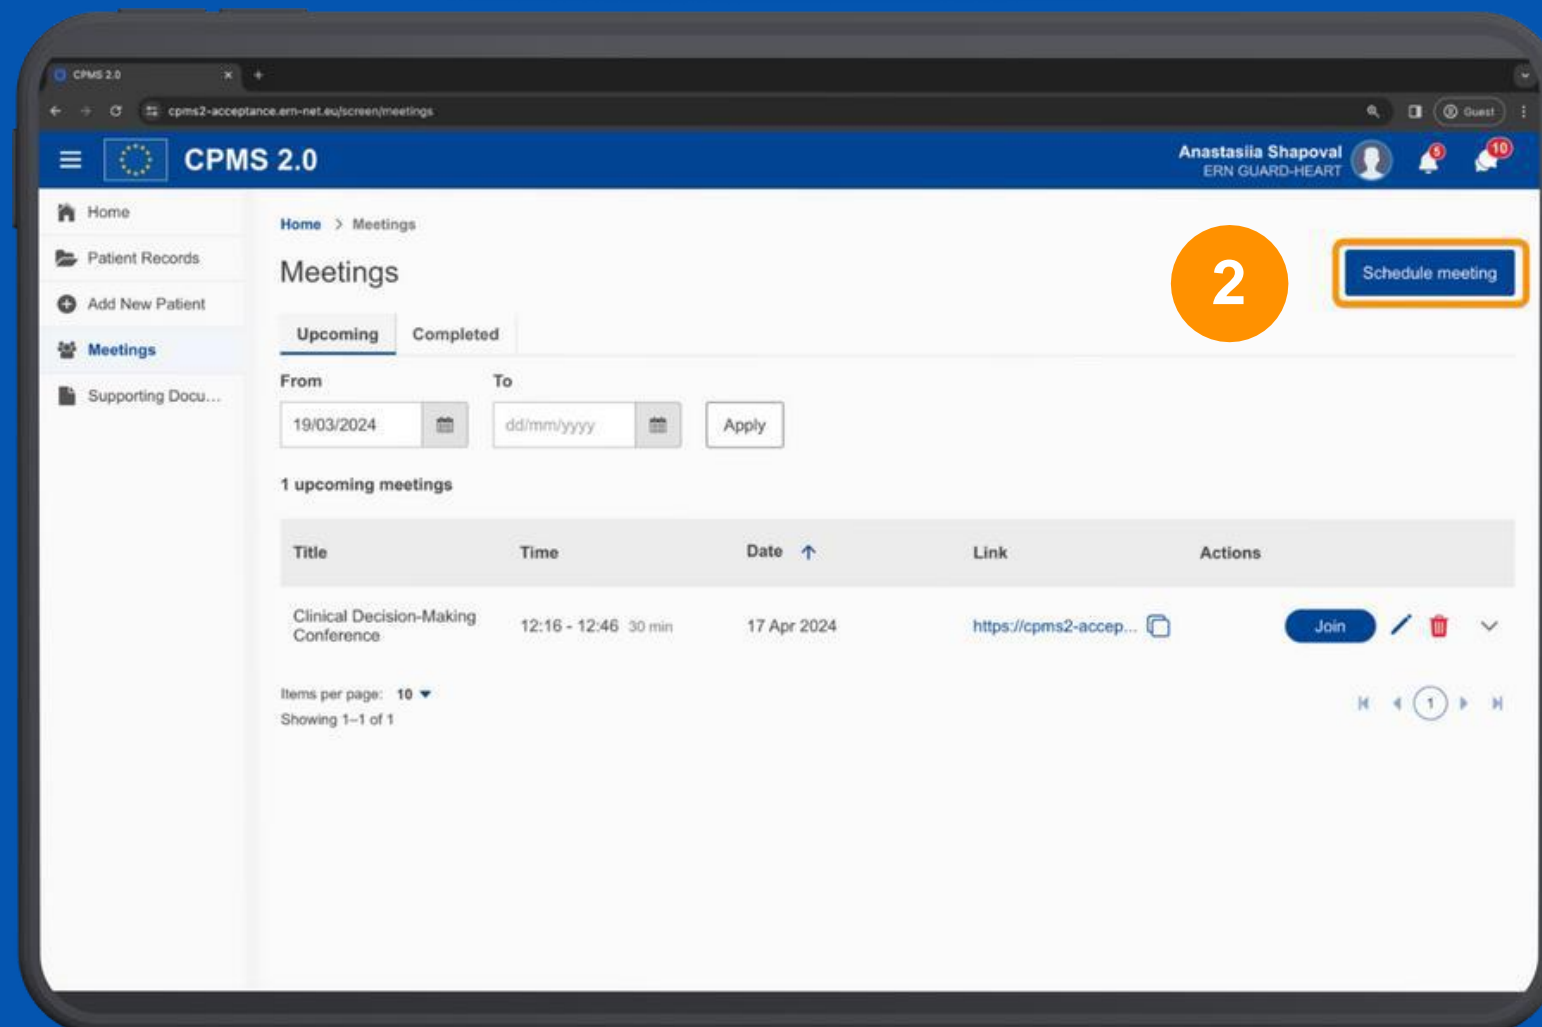 CPMS 2.0
cpms2-acceptance.ern-net.eu/screen/meetings
Guest
CPMS 2.0
Anastasiia Shapoval
ERN GUARD-HEART
5
10
Home
Patient Records
Add New Patient
Meetings
Supporting Docu...
Home > Meetings
Meetings
2
Schedule meeting
Upcoming Completed
From To
19/03/2024 dd/mm/yyyy Apply
1 upcoming meetings
Title Time Date Link Actions
Clinical Decision-Making
Conference
12:16 - 12:46 30 min 17 Apr 2024 https://cpms2-accep... Join
Items per page: 10
Showing 1–1 of 1
1